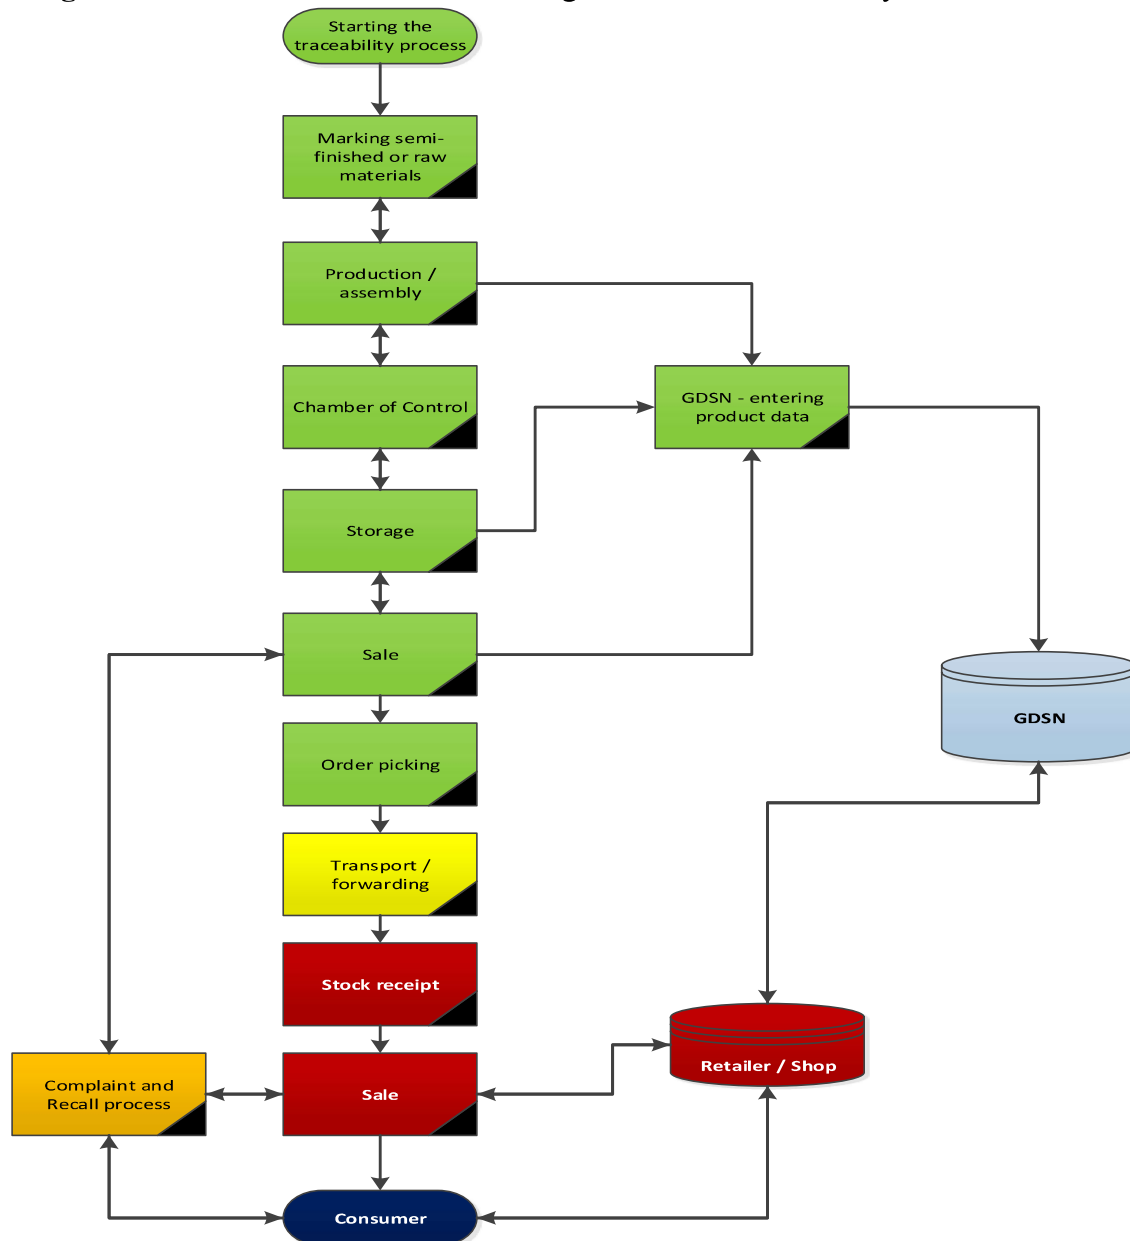 Starting the
traceability process
Marking semi-
finished or raw
materials
Production /
assembly
Chamber of Control
GDSN - entering
product data
Storage
Sale
GDSN
Order picking
Transport /
forwarding
Stock receipt
Retailer / Shop
Complaint and
Recall process
Sale
Consumer